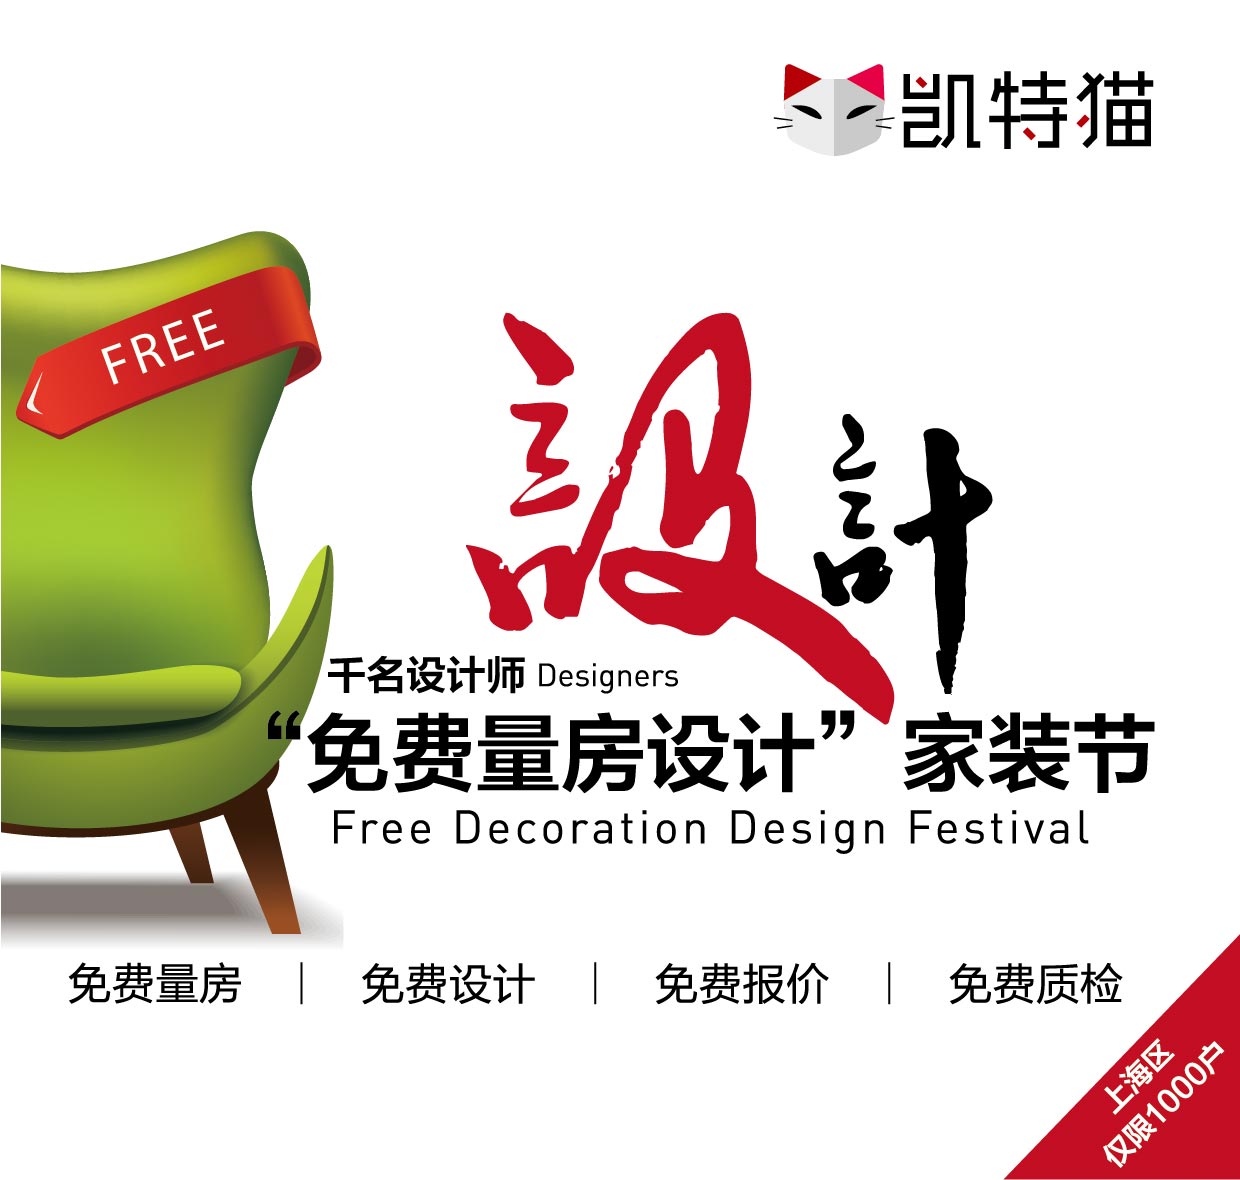 凯特猫
FREE
設計
千名设计师 Designers
“免费量房设计”家装节
Free Decoration Design Festival
免费量房 | 免费设计 | 免费报价 | 免费质检
上海区
仅限1000户